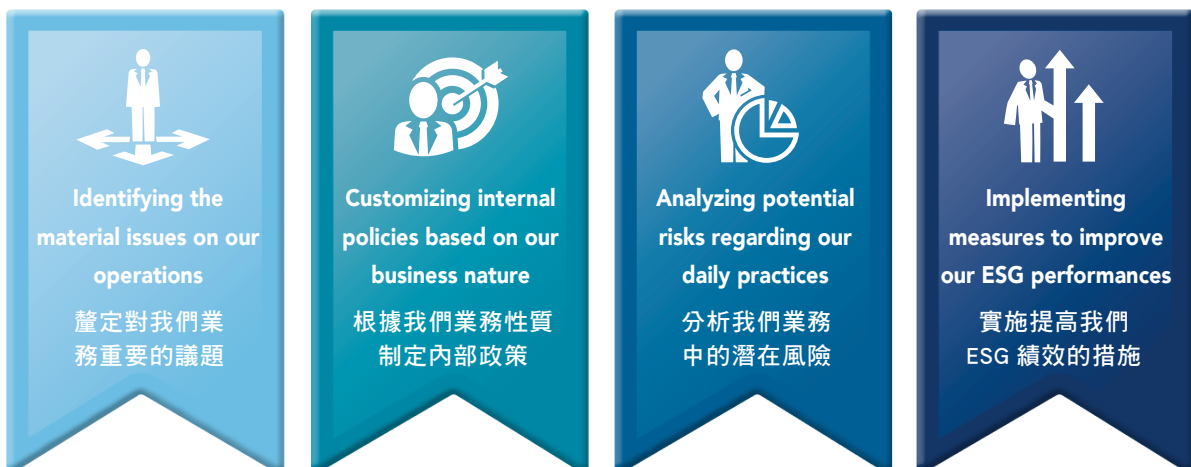 Identifying the
material issues on our
operations
釐定對我們業
務重要的議題
Customizing internal
policies based on our
business nature
根據我們業務性質
制定內部政策
Analyzing potential
risks regarding our
daily practices
分析我們業務
中的潛在風險
Implementing
measures to improve
our ESG performances
實施提高我們
ESG 績效的措施